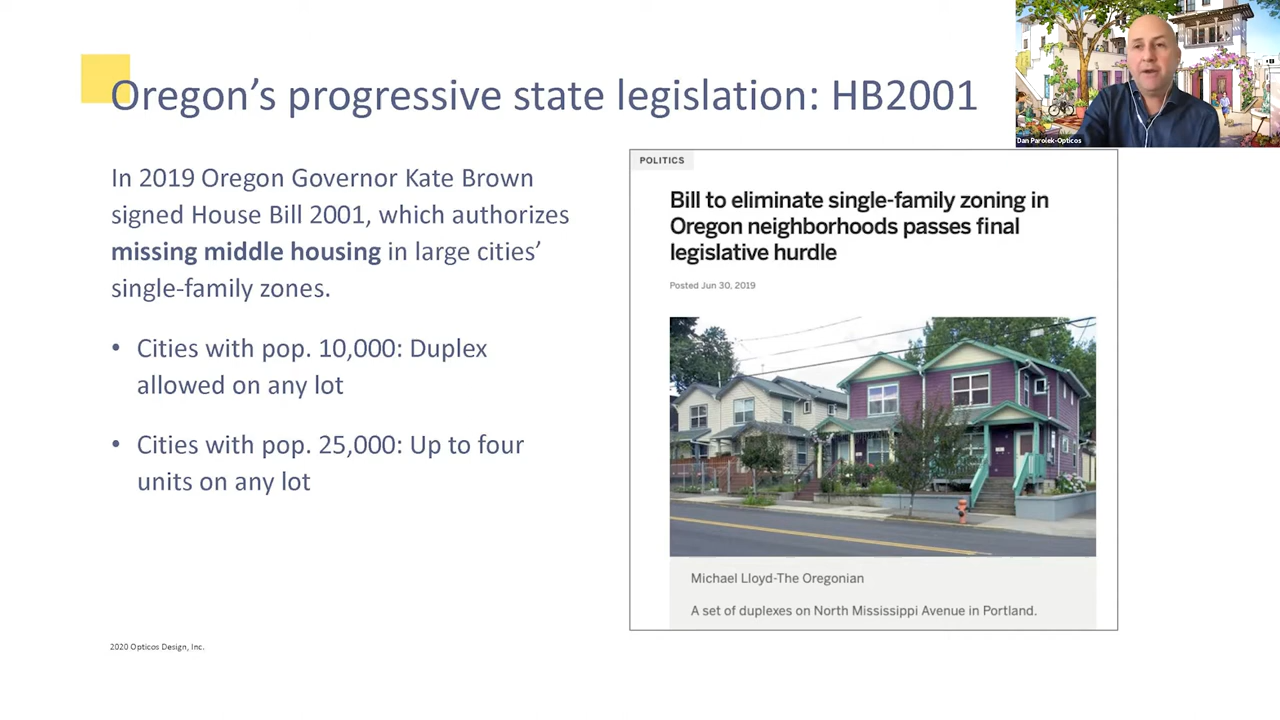 Oregon’s progressive state legislation: HB2001
Dan Parolek-Opticos
In 2019 Oregon Governor Kate Brown
signed House Bill 2001, which authorizes
missing middle housing in large cities’
single-family zones.
• Cities with pop. 10,000: Duplex
allowed on any lot
• Cities with pop. 25,000: Up to four
units on any lot
POLITICS
Bill to eliminate single-family zoning in
Oregon neighborhoods passes final
legislative hurdle
Posted Jun 30, 2019
Michael Lloyd-The Oregonian
A set of duplexes on North Mississippi Avenue in Portland.
2020 Opticos Design, Inc.